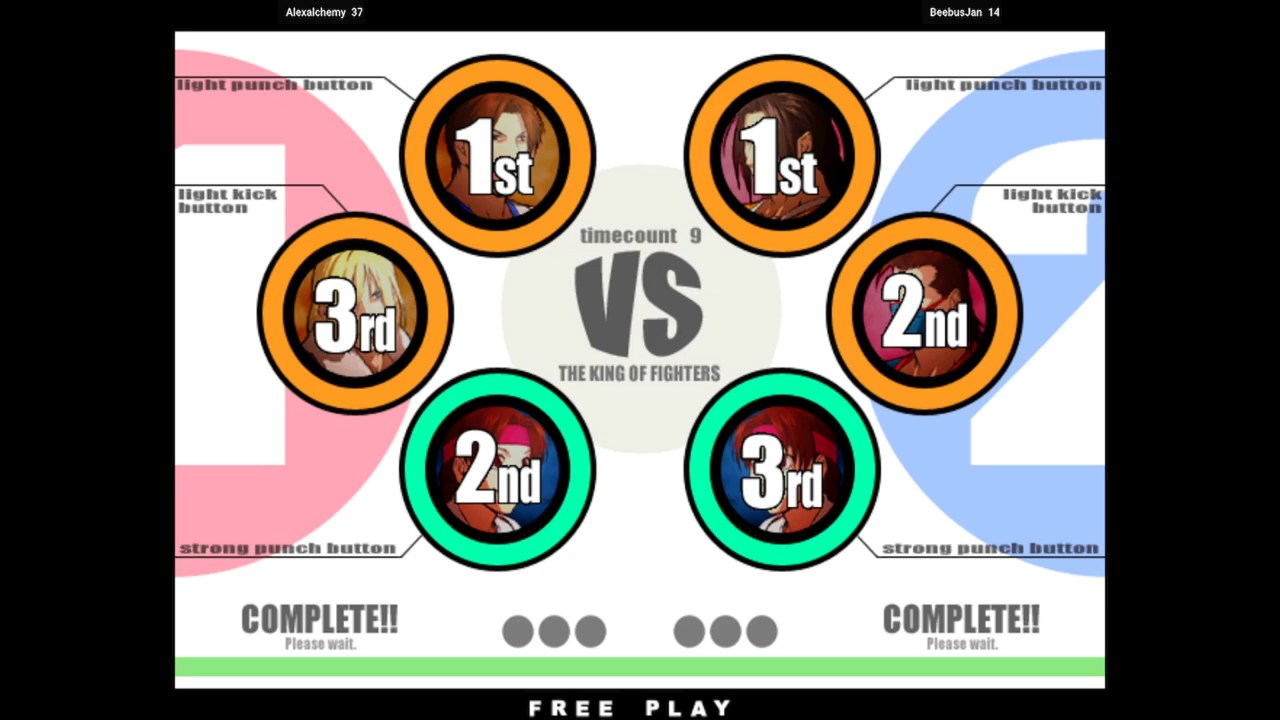 Alexalchemy 37
BeebusJan 14
light punch button
light punch button
1st
1st
light kick
button
light kick
button
timecount 9
VS
THE KING OF FIGHTERS
3rd
2nd
1
2
2nd
3rd
strong punch button
strong punch button
COMPLETE!!
Please wait.
COMPLETE!!
Please wait.
FREE PLAY